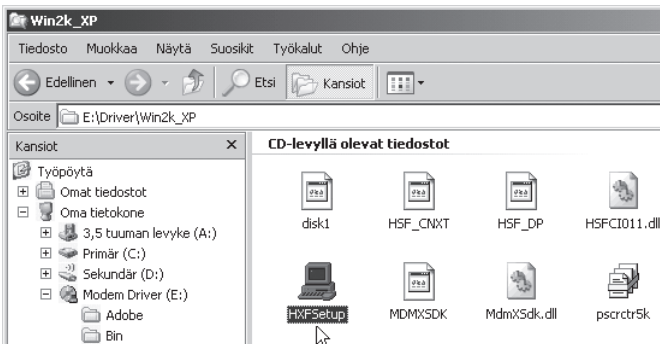 Win2k_XP
Tiedosto Muokkaa Näytä Suosikit Työkalut Ohje
Edellinen Etsi Kansiot
Osoite E:\Driver\Win2k_XP
Kansiot x
CD-levyllä olevat tiedostot
Työpöytä
Omat tiedostot
Oma tietokone
3,5 tuuman levyke (A:)
Primär (C:)
Sekundär (D:)
Modem Driver (E:)
Adobe
Bin
disk1 HSF_CNXT HSF_DP HSFCI011.dll
HXFSetup MDMXSDK MdmXSdk.dll pscrctr5k